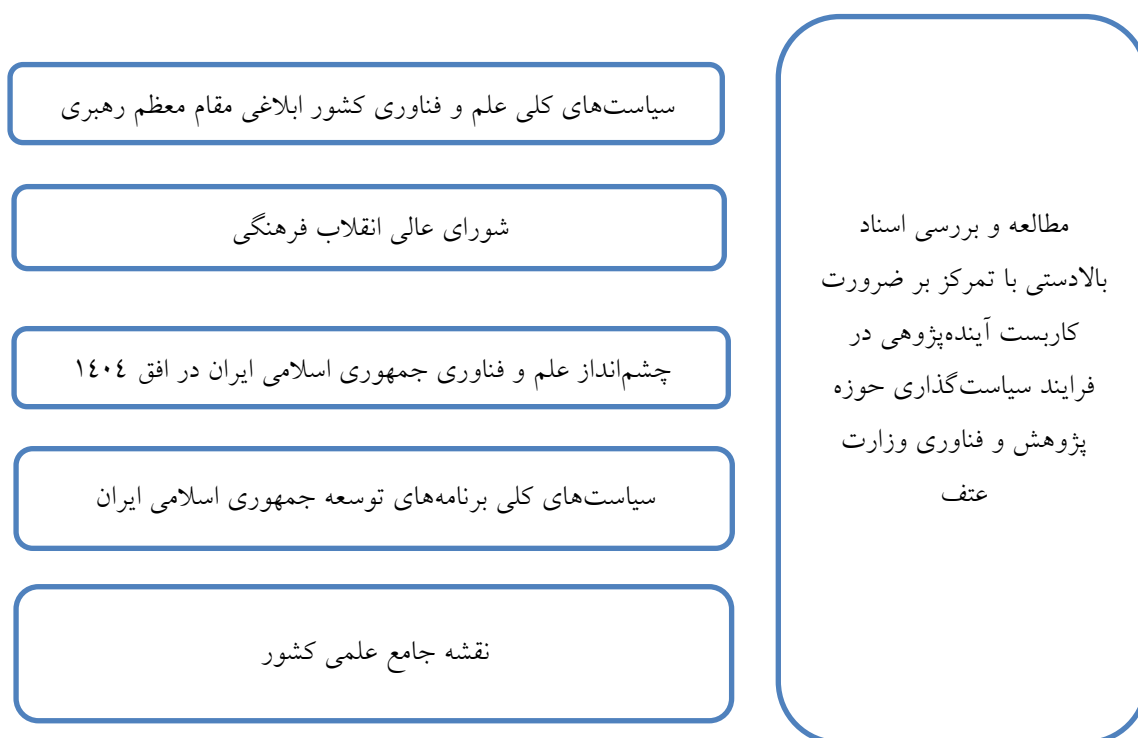 مطالعه و بررسی اسناد
بالادستی با تمرکز بر ضرورت
کاربست آینده‌پژوهی در
فرایند سیاست‌گذاری حوزه
پژوهش و فناوری وزارت
عتف
سیاست‌های کلی علم و فناوری کشور ابلاغی مقام معظم رهبری
شورای عالی انقلاب فرهنگی
چشم‌انداز علم و فناوری جمهوری اسلامی ایران در افق ١٤٠٤
سیاست‌های کلی برنامه‌های توسعه جمهوری اسلامی ایران
نقشه جامع علمی کشور